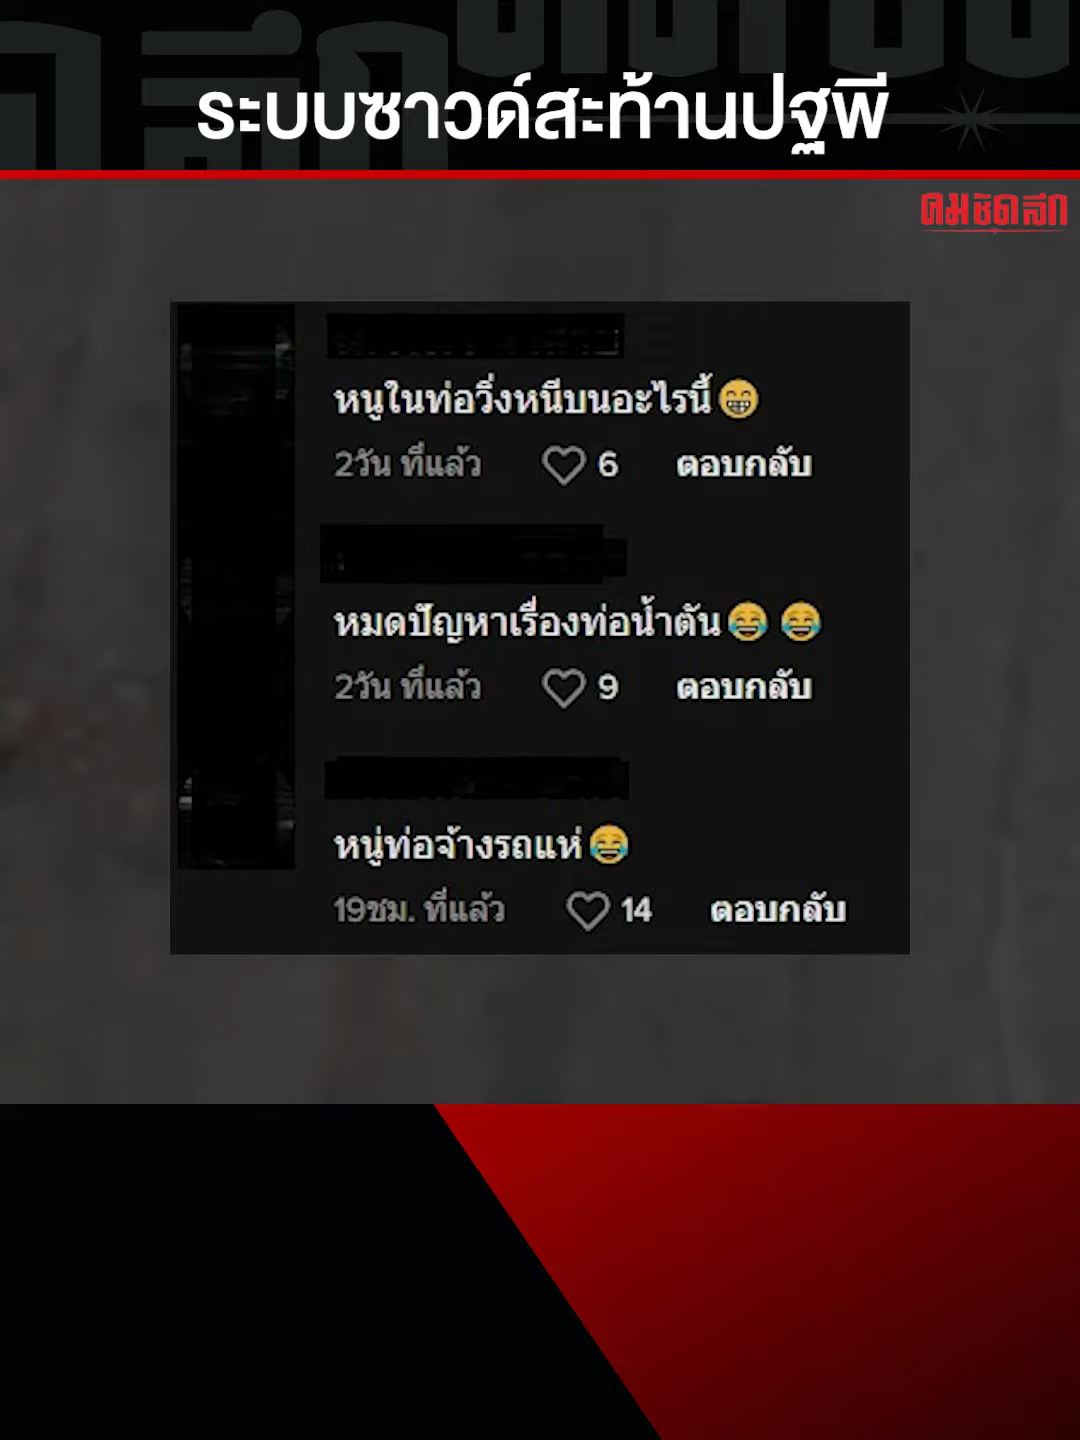 ระบบซาวด์สะท้านปฐพี
คมชัดลึก
หนูในท่อวิ่งหนีบนอะไรนี้😁
2วัน ที่แล้ว 6 ตอบกลับ
หมดปัญหาเรื่องท่อน้ำตัน😂 😂
2วัน ที่แล้ว 9 ตอบกลับ
หนู่ท่อจ้างรถแห่😂
19ชม. ที่แล้ว 14 ตอบกลับ